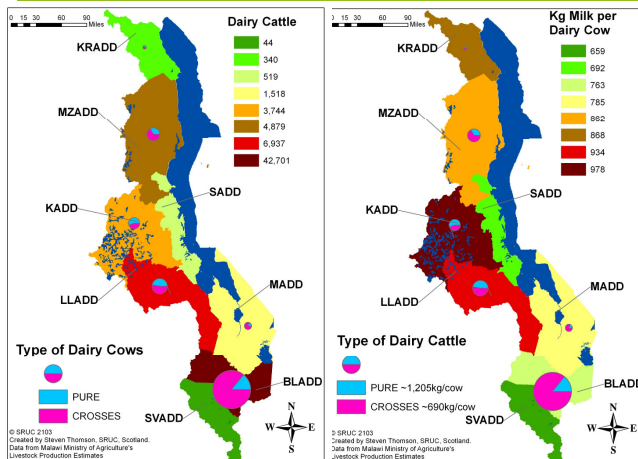 0 15 30 60 90 Miles
Dairy Cattle
44
340
519
1,518
3,744
4,879
6,937
42,701
KRADD
MZADD
SADD
KADD
LLADD
MADD
BLADD
SVADD
Type of Dairy Cows
PURE
CROSSES
N
W E
S
© SRUC 2103
Created by Steven Thomson, SRUC, Scotland.
Data from Malawi Ministry of Agriculture's
Livestock Production Estimates
0 15 30 60 90 Miles
Kg Milk per
Dairy Cow
659
692
763
785
862
868
934
978
KRADD
MZADD
SADD
KADD
LLADD
MADD
BLADD
SVADD
Type of Dairy Cattle
PURE ~1,205kg/cow
CROSSES ~690kg/cow
N
W E
S
© SRUC 2103
Created by Steven Thomson, SRUC, Scotland.
Data from Malawi Ministry of Agriculture's
Livestock Production Estimates